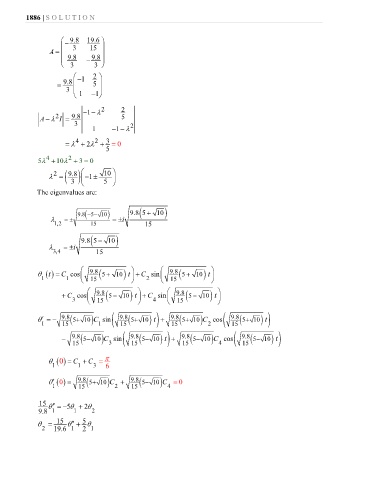 1886 | SOLUTION
A = ( −9.8/3 19.6/15
9.8/3 −9.8/3 )
= 9.8/3 ( −1 2/5
1 −1 )
|A − λ²I| = 9.8/3 | −1 − λ² 2/5
1 −1 − λ² |
= λ⁴ + 2λ² + 3/5 = 0
5λ⁴ + 10λ² + 3 = 0
λ² = (9.8/3)(−1 ± √10/5)
The eigenvalues are:
λ₁,₂ = ±√(9.8(−5−√10)/15) = ±i√(9.8(5+√10)/15)
λ₃,₄ = ±i√(9.8(5−√10)/15)
θ₁(t) = C₁ cos(√(9.8/15 (5+√10)) t) + C₂ sin(√(9.8/15 (5+√10)) t)
+ C₃ cos(√(9.8/15 (5−√10)) t) + C₄ sin(√(9.8/15 (5−√10)) t)
θ₁′ = −√(9.8/15 (5+√10)) C₁ sin(√(9.8/15 (5+√10)) t) + √(9.8/15 (5+√10)) C₂ cos(√(9.8/15 (5+√10)) t)
− √(9.8/15 (5−√10)) C₃ sin(√(9.8/15 (5−√10)) t) + √(9.8/15 (5−√10)) C₄ cos(√(9.8/15 (5−√10)) t)
θ₁(0) = C₁ + C₃ = π/6
θ₁′(0) = √(9.8/15 (5+√10)) C₂ + √(9.8/15 (5−√10)) C₄ = 0
15/9.8 θ₁″ = −5θ₁ + 2θ₂
θ₂ = 15/19.6 θ₁″ + 5/2 θ₁